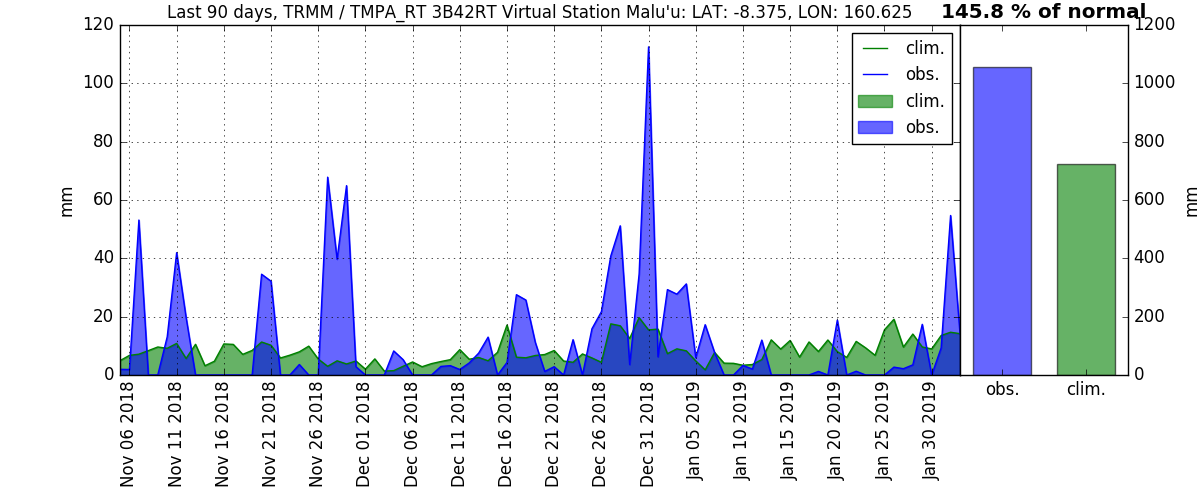 Last 90 days, TRMM / TMPA_RT 3B42RT Virtual Station Malu'u: LAT: -8.375, LON: 160.625
145.8 % of normal
120
100
80
60
40
20
0
mm
clim.
obs.
clim.
obs.
1200
1000
800
600
400
200
0
mm
Nov 06 2018
Nov 11 2018
Nov 16 2018
Nov 21 2018
Nov 26 2018
Dec 01 2018
Dec 06 2018
Dec 11 2018
Dec 16 2018
Dec 21 2018
Dec 26 2018
Dec 31 2018
Jan 05 2019
Jan 10 2019
Jan 15 2019
Jan 20 2019
Jan 25 2019
Jan 30 2019
obs.
clim.